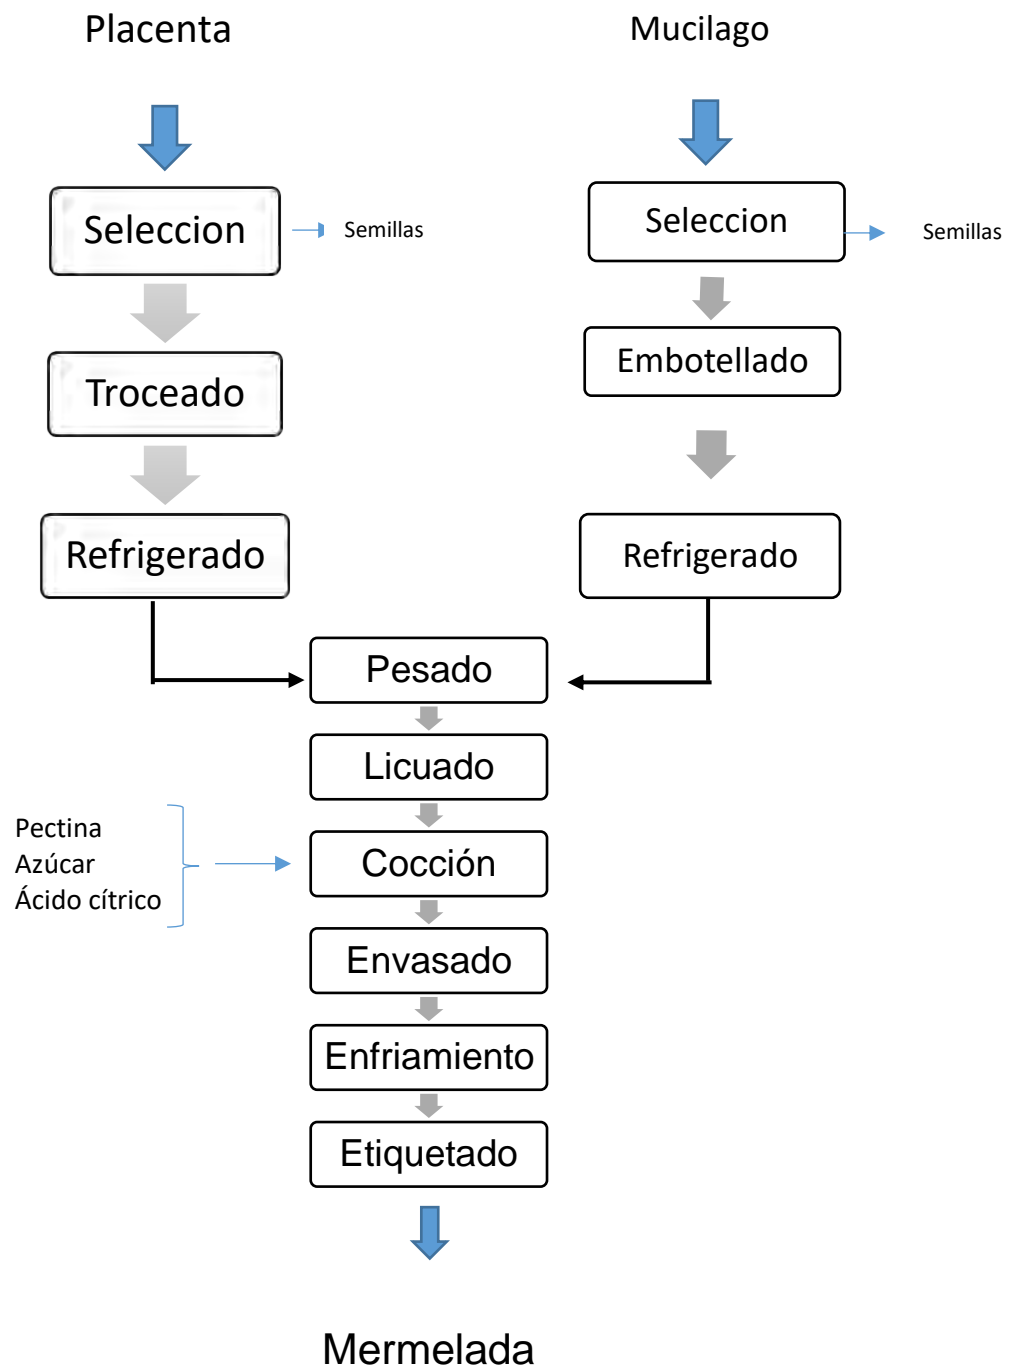 Placenta
Mucilago
Seleccion
Semillas
Seleccion
Semillas
Troceado
Embotellado
Refrigerado
Refrigerado
Pesado
Licuado
Pectina
Azúcar
Ácido cítrico
Cocción
Envasado
Enfriamiento
Etiquetado
Mermelada